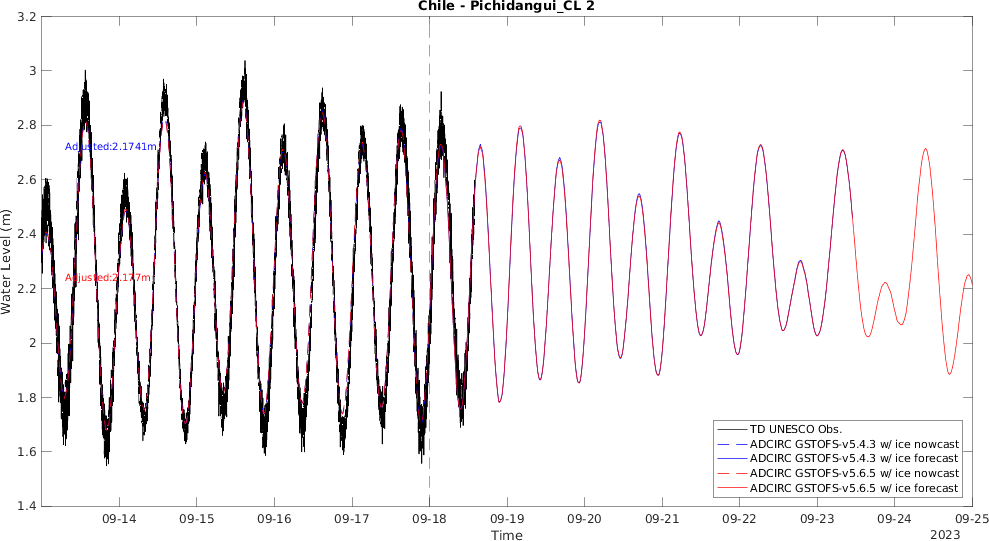 Chile - Pichidangui_CL 2
3.2
3
2.8
2.6
2.4
2.2
2
1.8
1.6
1.4
Water Level (m)
Adjusted:2.1741m
Adjusted:2.177m
TD UNESCO Obs.
ADCIRC GSTOFS-v5.4.3 w/ ice nowcast
ADCIRC GSTOFS-v5.4.3 w/ ice forecast
ADCIRC GSTOFS-v5.6.5 w/ ice nowcast
ADCIRC GSTOFS-v5.6.5 w/ ice forecast
09-14 09-15 09-16 09-17 09-18 09-19 09-20 09-21 09-22 09-23 09-24 09-25
Time
2023